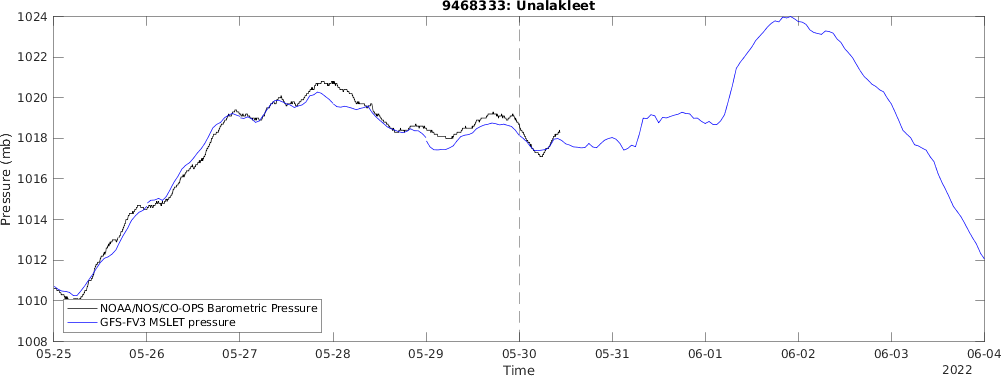 9468333: Unalakleet
1024
1022
1020
1018
1016
1014
1012
1010
1008
Pressure (mb)
NOAA/NOS/CO-OPS Barometric Pressure
GFS-FV3 MSLET pressure
05-25 05-26 05-27 05-28 05-29 05-30 05-31 06-01 06-02 06-03 06-04
Time
2022